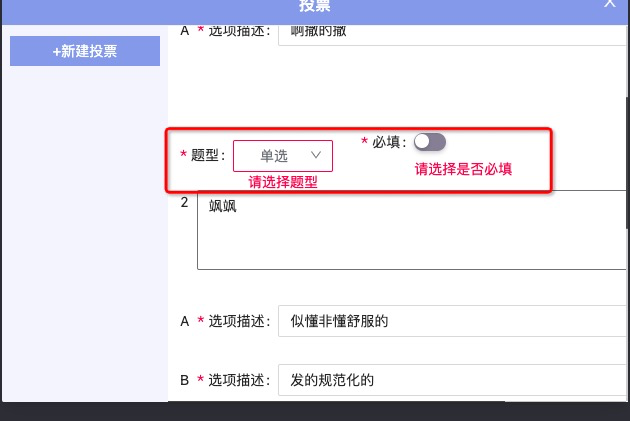 投票
X
+新建投票
A * 选项描述: 啊撒的撒
* 题型: 单选
* 必填:
请选择题型
请选择是否必填
2 飒飒
A * 选项描述: 似懂非懂舒服的
B * 选项描述: 发的规范化的